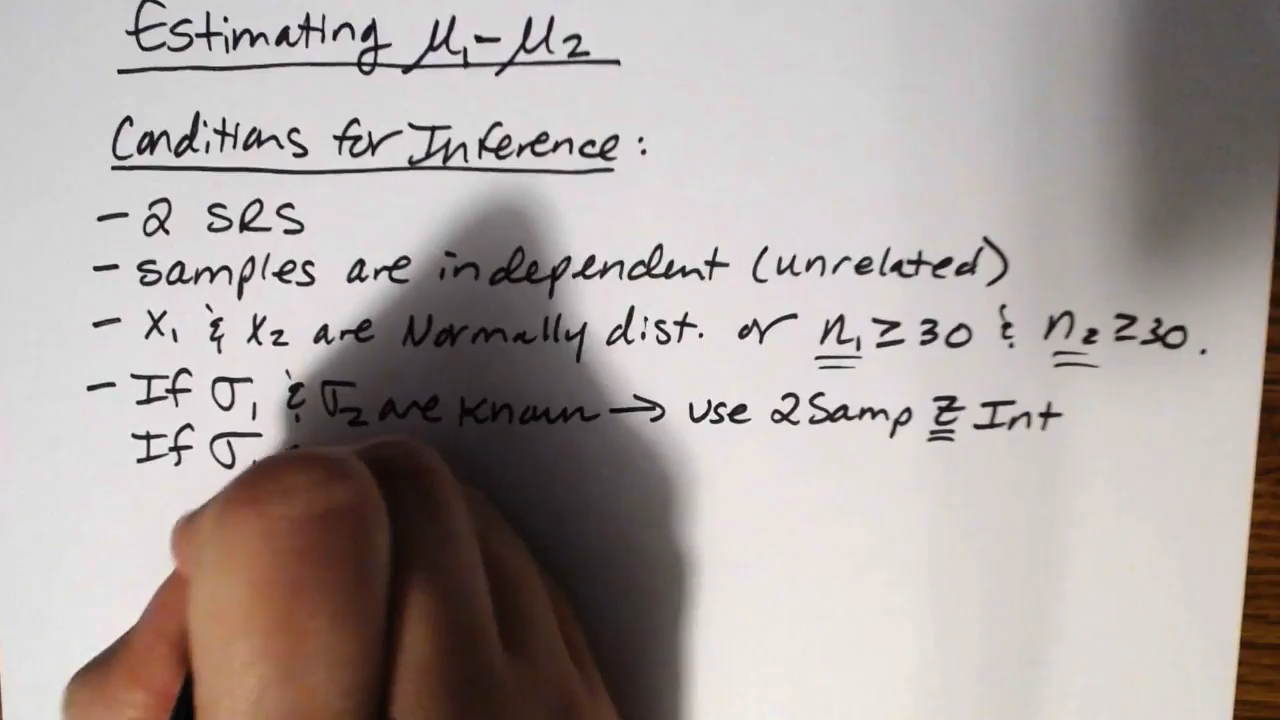 Estimating μ₁-μ₂
Conditions for Inference:
- 2 SRS
- samples are independent (unrelated)
- x₁ & x₂ are Normally dist. or n₁ ≥ 30 & n₂ ≥ 30.
- If σ₁ & σ₂ are known → use 2Samp Z Int
If σ₁